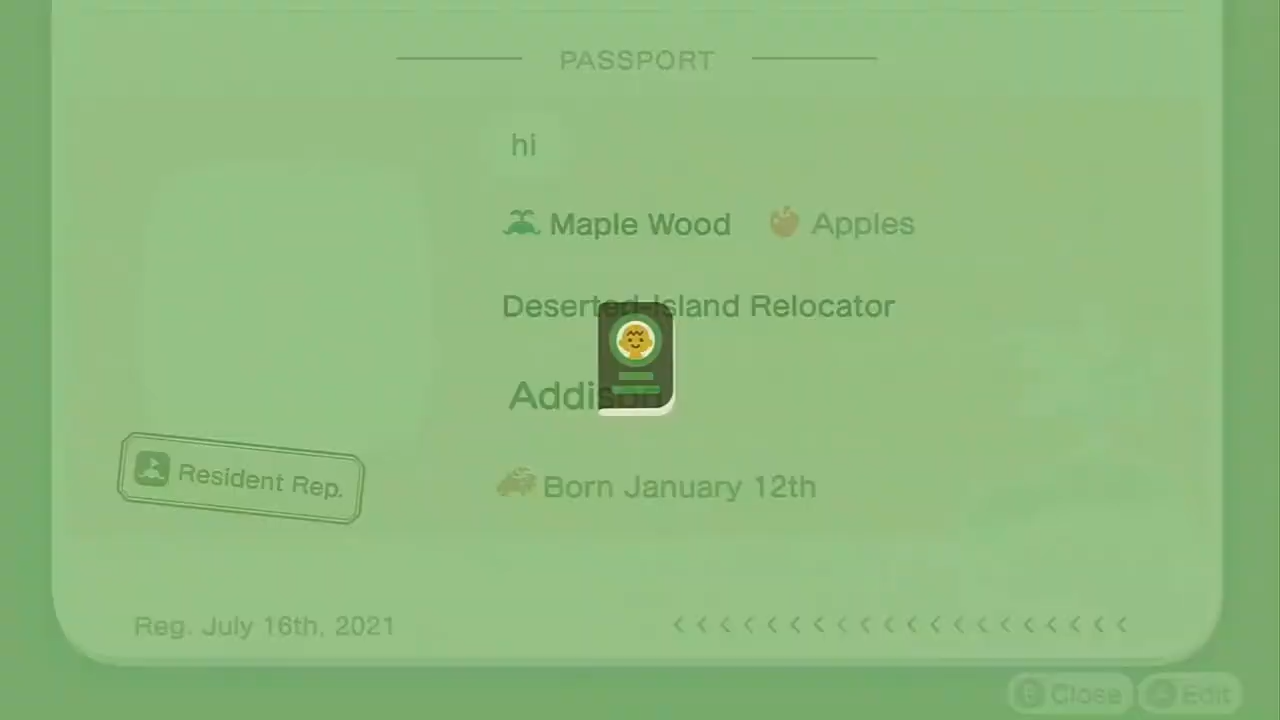 PASSPORT
hi
Maple Wood Apples
Deserted-Island Relocator
Addison
Born January 12th
Resident Rep.
Reg. July 16th, 2021
‹ ‹ ‹ ‹ ‹ ‹ ‹ ‹ ‹ ‹ ‹ ‹ ‹ ‹ ‹ ‹ ‹ ‹ ‹ ‹
B Close A Edit